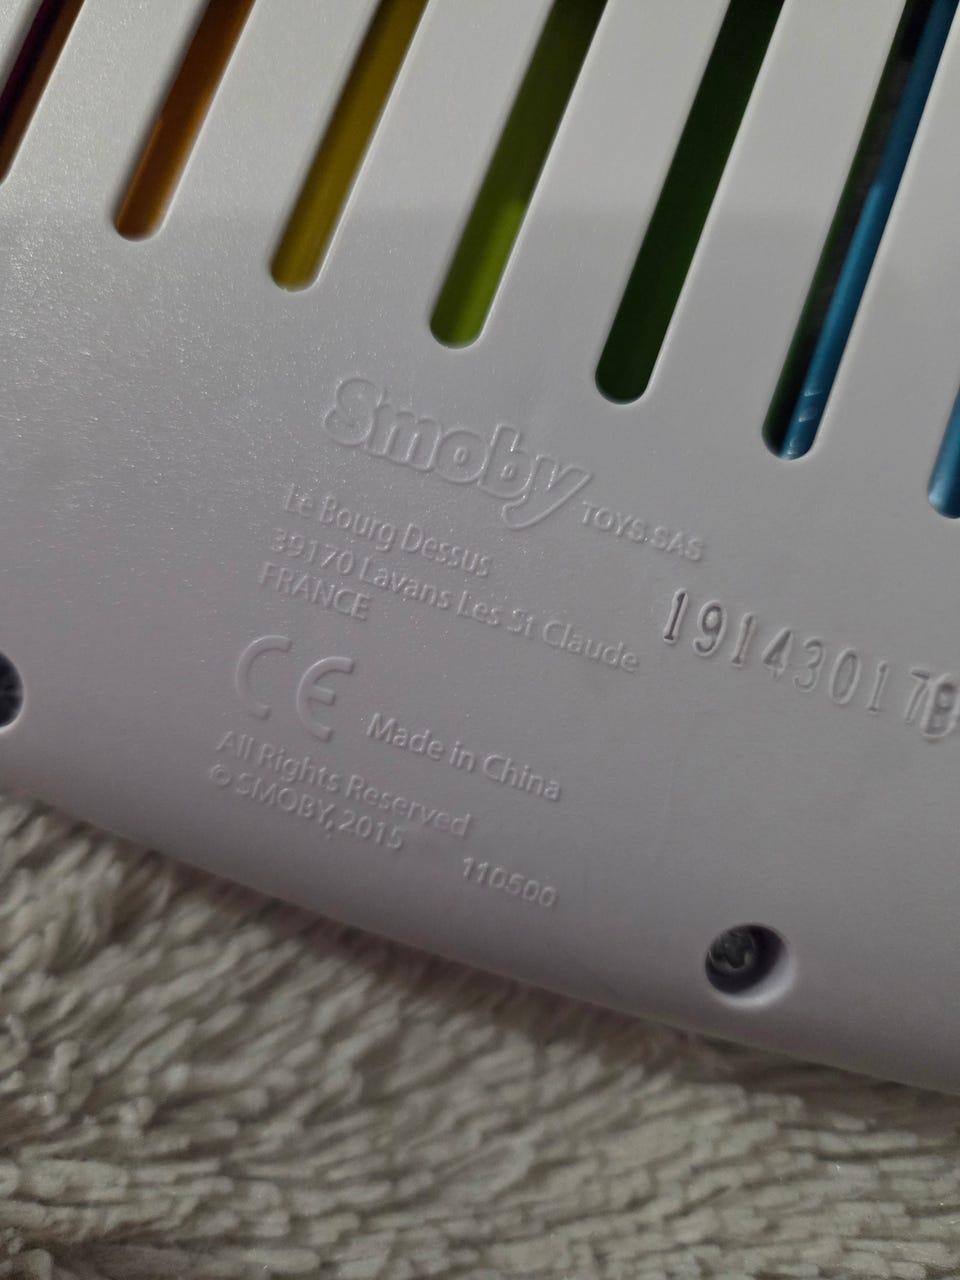 Smoby TOYS SAS
Le Bourg Dessus
39170 Lavans Les St Claude
FRANCE
191430178
CE
Made in China
All Rights Reserved
© SMOBY, 2015
110500